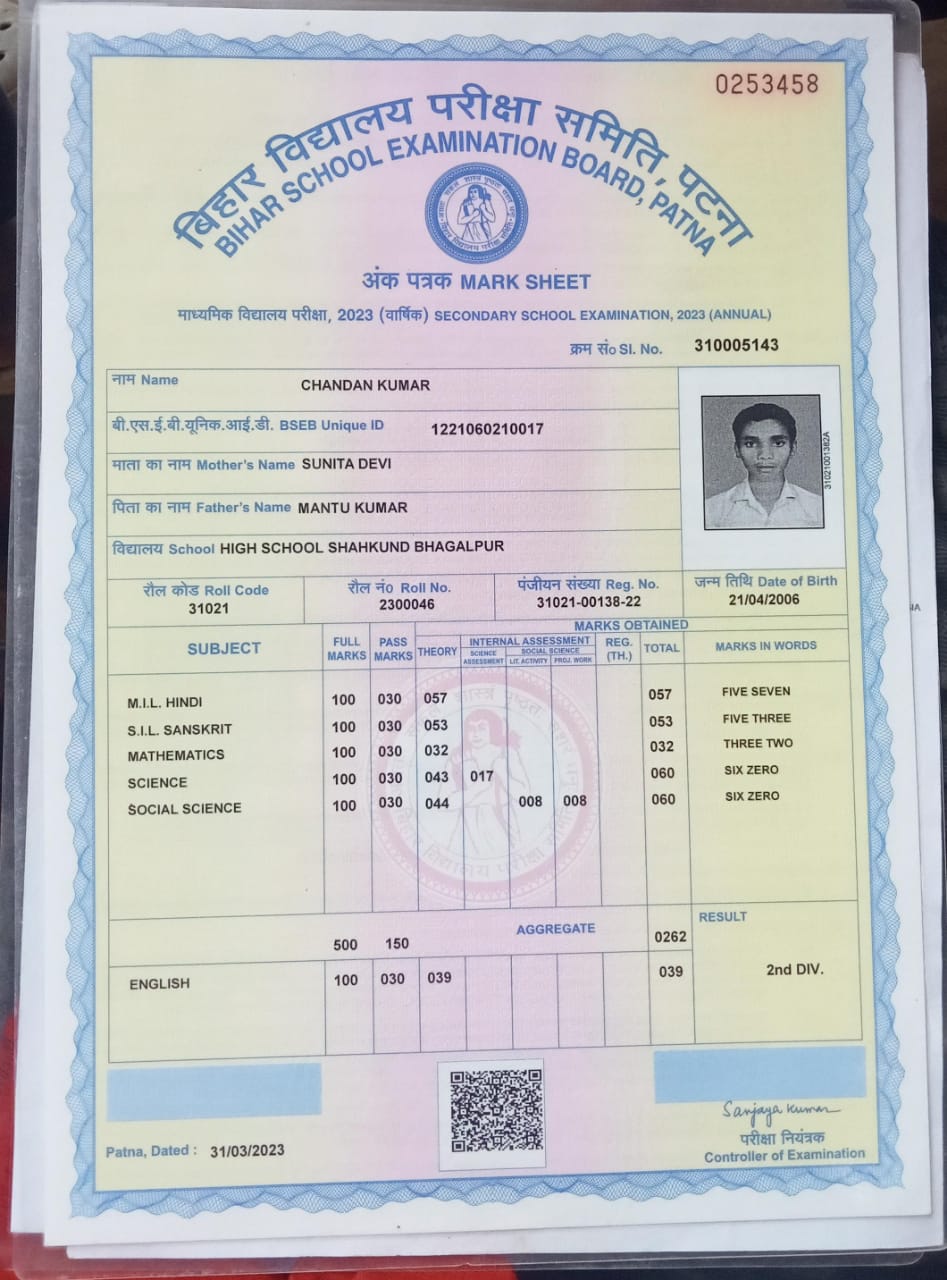 0253458
बिहार विद्यालय परीक्षा समिति, पटना
BIHAR SCHOOL EXAMINATION BOARD, PATNA
अंक पत्रक MARK SHEET
माध्यमिक विद्यालय परीक्षा, 2023 (वार्षिक) SECONDARY SCHOOL EXAMINATION, 2023 (ANNUAL)
क्रम सं० Sl. No. 310005143
नाम Name CHANDAN KUMAR
बी.एस.ई.बी.यूनिक.आई.डी. BSEB Unique ID 1221060210017
माता का नाम Mother's Name SUNITA DEVI
पिता का नाम Father's Name MANTU KUMAR
विद्यालय School HIGH SCHOOL SHAHKUND BHAGALPUR
31021001382A
रौल कोड Roll Code रौल नं० Roll No. पंजीयन संख्या Reg. No. जन्म तिथि Date of Birth
31021 2300046 31021-00138-22 21/04/2006
SUBJECT FULL MARKS PASS MARKS MARKS OBTAINED
THEORY INTERNAL ASSESSMENT REG. (TH.) TOTAL MARKS IN WORDS
SCIENCE ASSESSMENT SOCIAL SCIENCE
LIT. ACTIVITY PROJ. WORK
M.I.L. HINDI 100 030 057 057 FIVE SEVEN
S.I.L. SANSKRIT 100 030 053 053 FIVE THREE
MATHEMATICS 100 030 032 032 THREE TWO
SCIENCE 100 030 043 017 060 SIX ZERO
SOCIAL SCIENCE 100 030 044 008 008 060 SIX ZERO
500 150 AGGREGATE 0262 RESULT
ENGLISH 100 030 039 039 2nd DIV.
Sanjaya Kumar
परीक्षा नियंत्रक
Patna, Dated : 31/03/2023 Controller of Examination